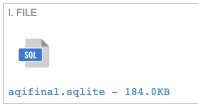 I. FILE
SQL
aqifinal.sqlite - 184.0KB